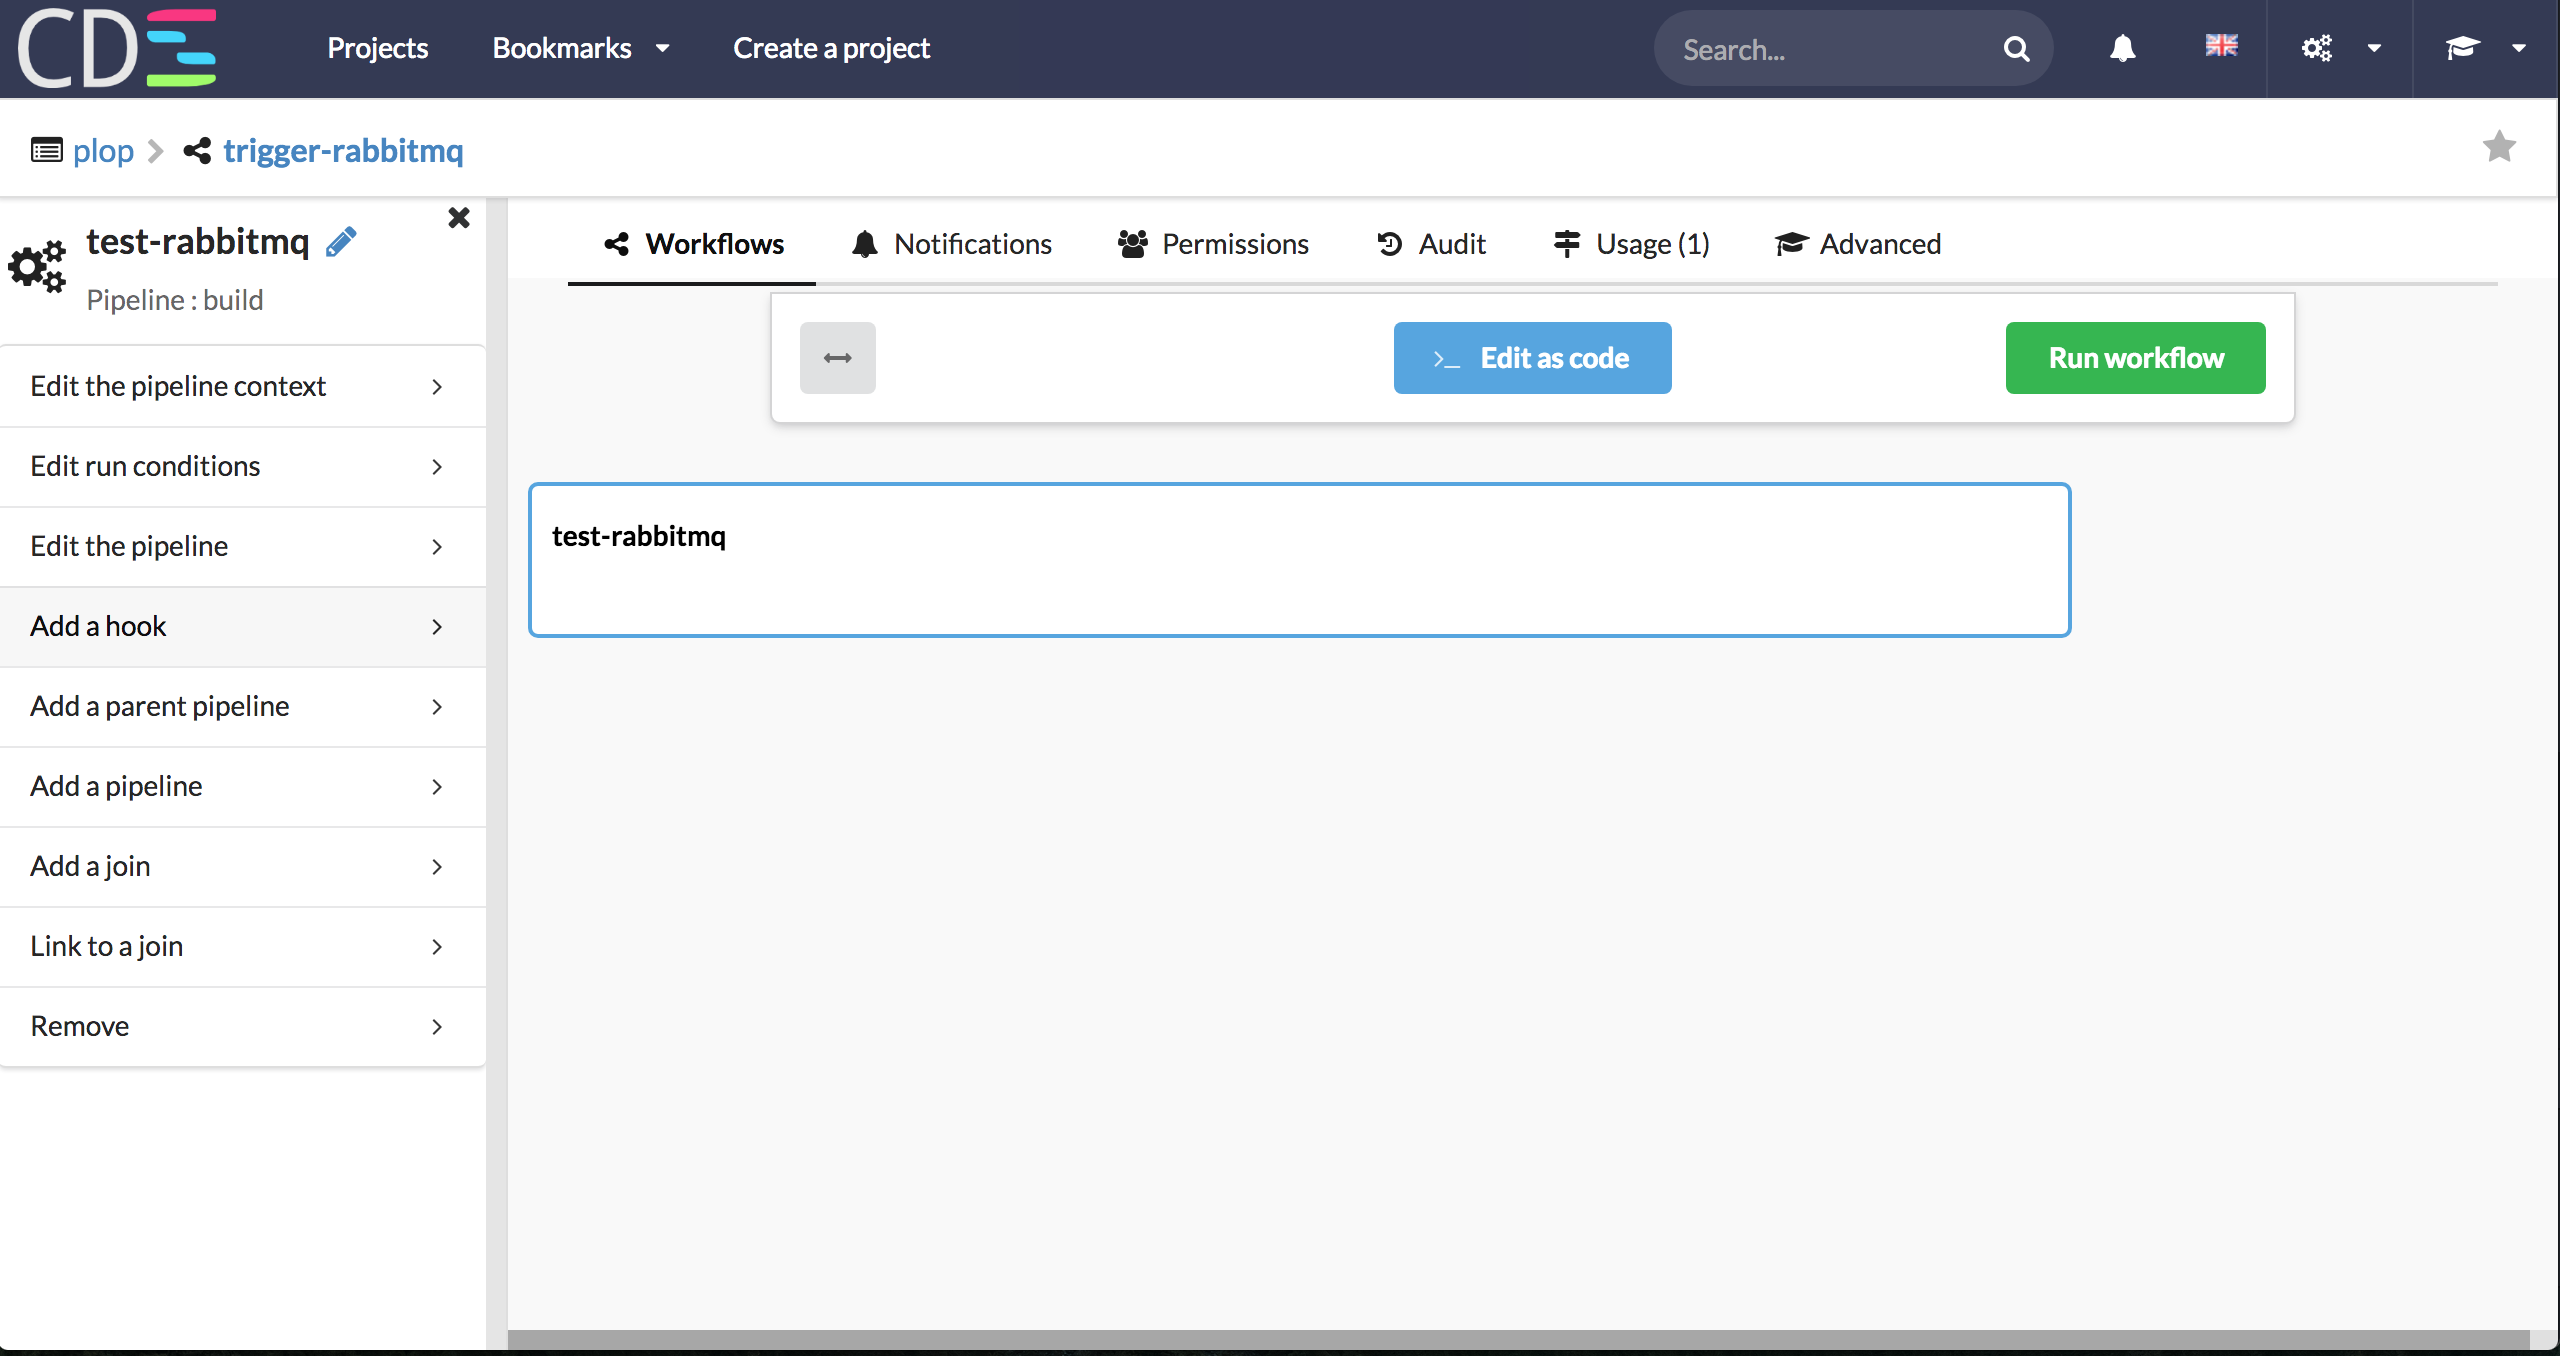 CDS
Projects
Bookmarks
Create a project
Search...
plop
trigger-rabbitmq
test-rabbitmq
Pipeline : build
Edit the pipeline context
Edit run conditions
Edit the pipeline
Add a hook
Add a parent pipeline
Add a pipeline
Add a join
Link to a join
Remove
Workflows
Notifications
Permissions
Audit
Usage (1)
Advanced
>_ Edit as code
Run workflow
test-rabbitmq